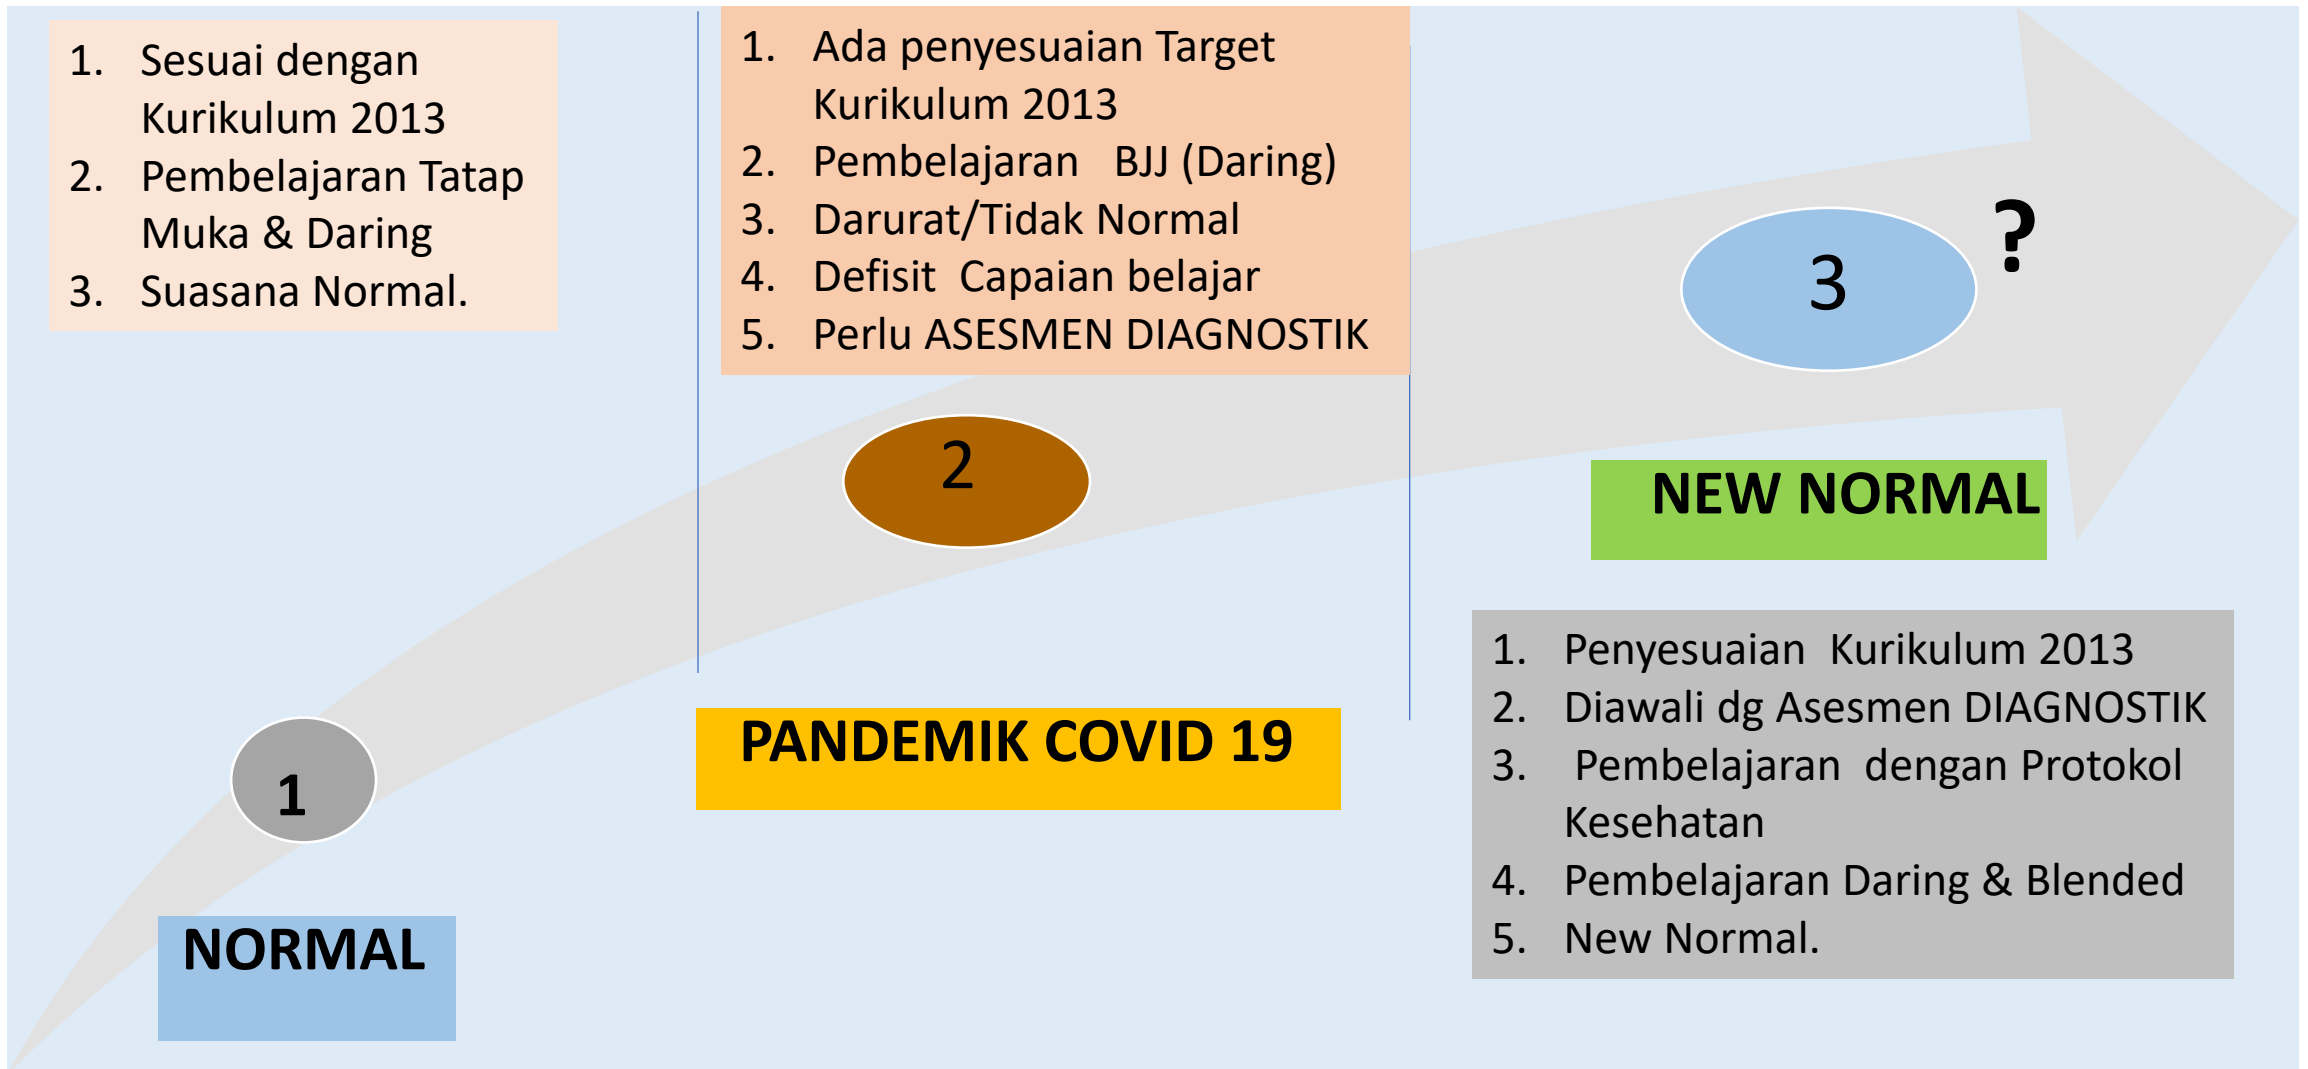 1. Sesuai dengan
Kurikulum 2013
2. Pembelajaran Tatap
Muka & Daring
3. Suasana Normal.
1
NORMAL
1. Ada penyesuaian Target
Kurikulum 2013
2. Pembelajaran BJJ (Daring)
3. Darurat/Tidak Normal
4. Defisit Capaian belajar
5. Perlu ASESMEN DIAGNOSTIK
2
PANDEMIK COVID 19
3
?
NEW NORMAL
1. Penyesuaian Kurikulum 2013
2. Diawali dg Asesmen DIAGNOSTIK
3. Pembelajaran dengan Protokol
Kesehatan
4. Pembelajaran Daring & Blended
5. New Normal.